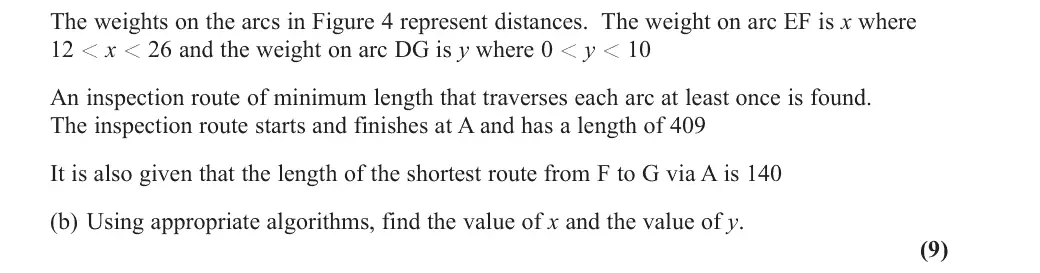 The weights on the arcs in Figure 4 represent distances. The weight on arc EF is x where
12 < x < 26 and the weight on arc DG is y where 0 < y < 10
An inspection route of minimum length that traverses each arc at least once is found.
The inspection route starts and finishes at A and has a length of 409
It is also given that the length of the shortest route from F to G via A is 140
(b) Using appropriate algorithms, find the value of x and the value of y.
(9)